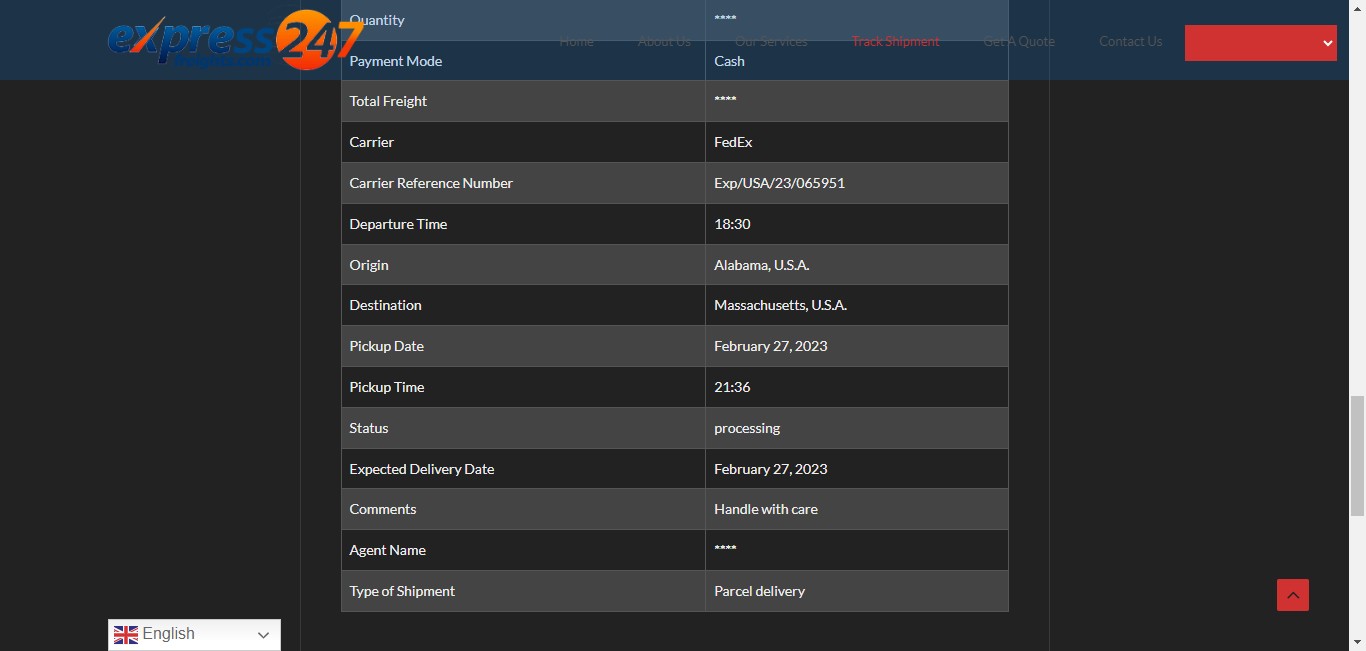 express247
freights.com
Home About Us Our Services Track Shipment Get A Quote Contact Us
Quantity ****
Payment Mode Cash
Total Freight ****
Carrier FedEx
Carrier Reference Number Exp/USA/23/065951
Departure Time 18:30
Origin Alabama, U.S.A.
Destination Massachusetts, U.S.A.
Pickup Date February 27, 2023
Pickup Time 21:36
Status processing
Expected Delivery Date February 27, 2023
Comments Handle with care
Agent Name ****
Type of Shipment Parcel delivery
English